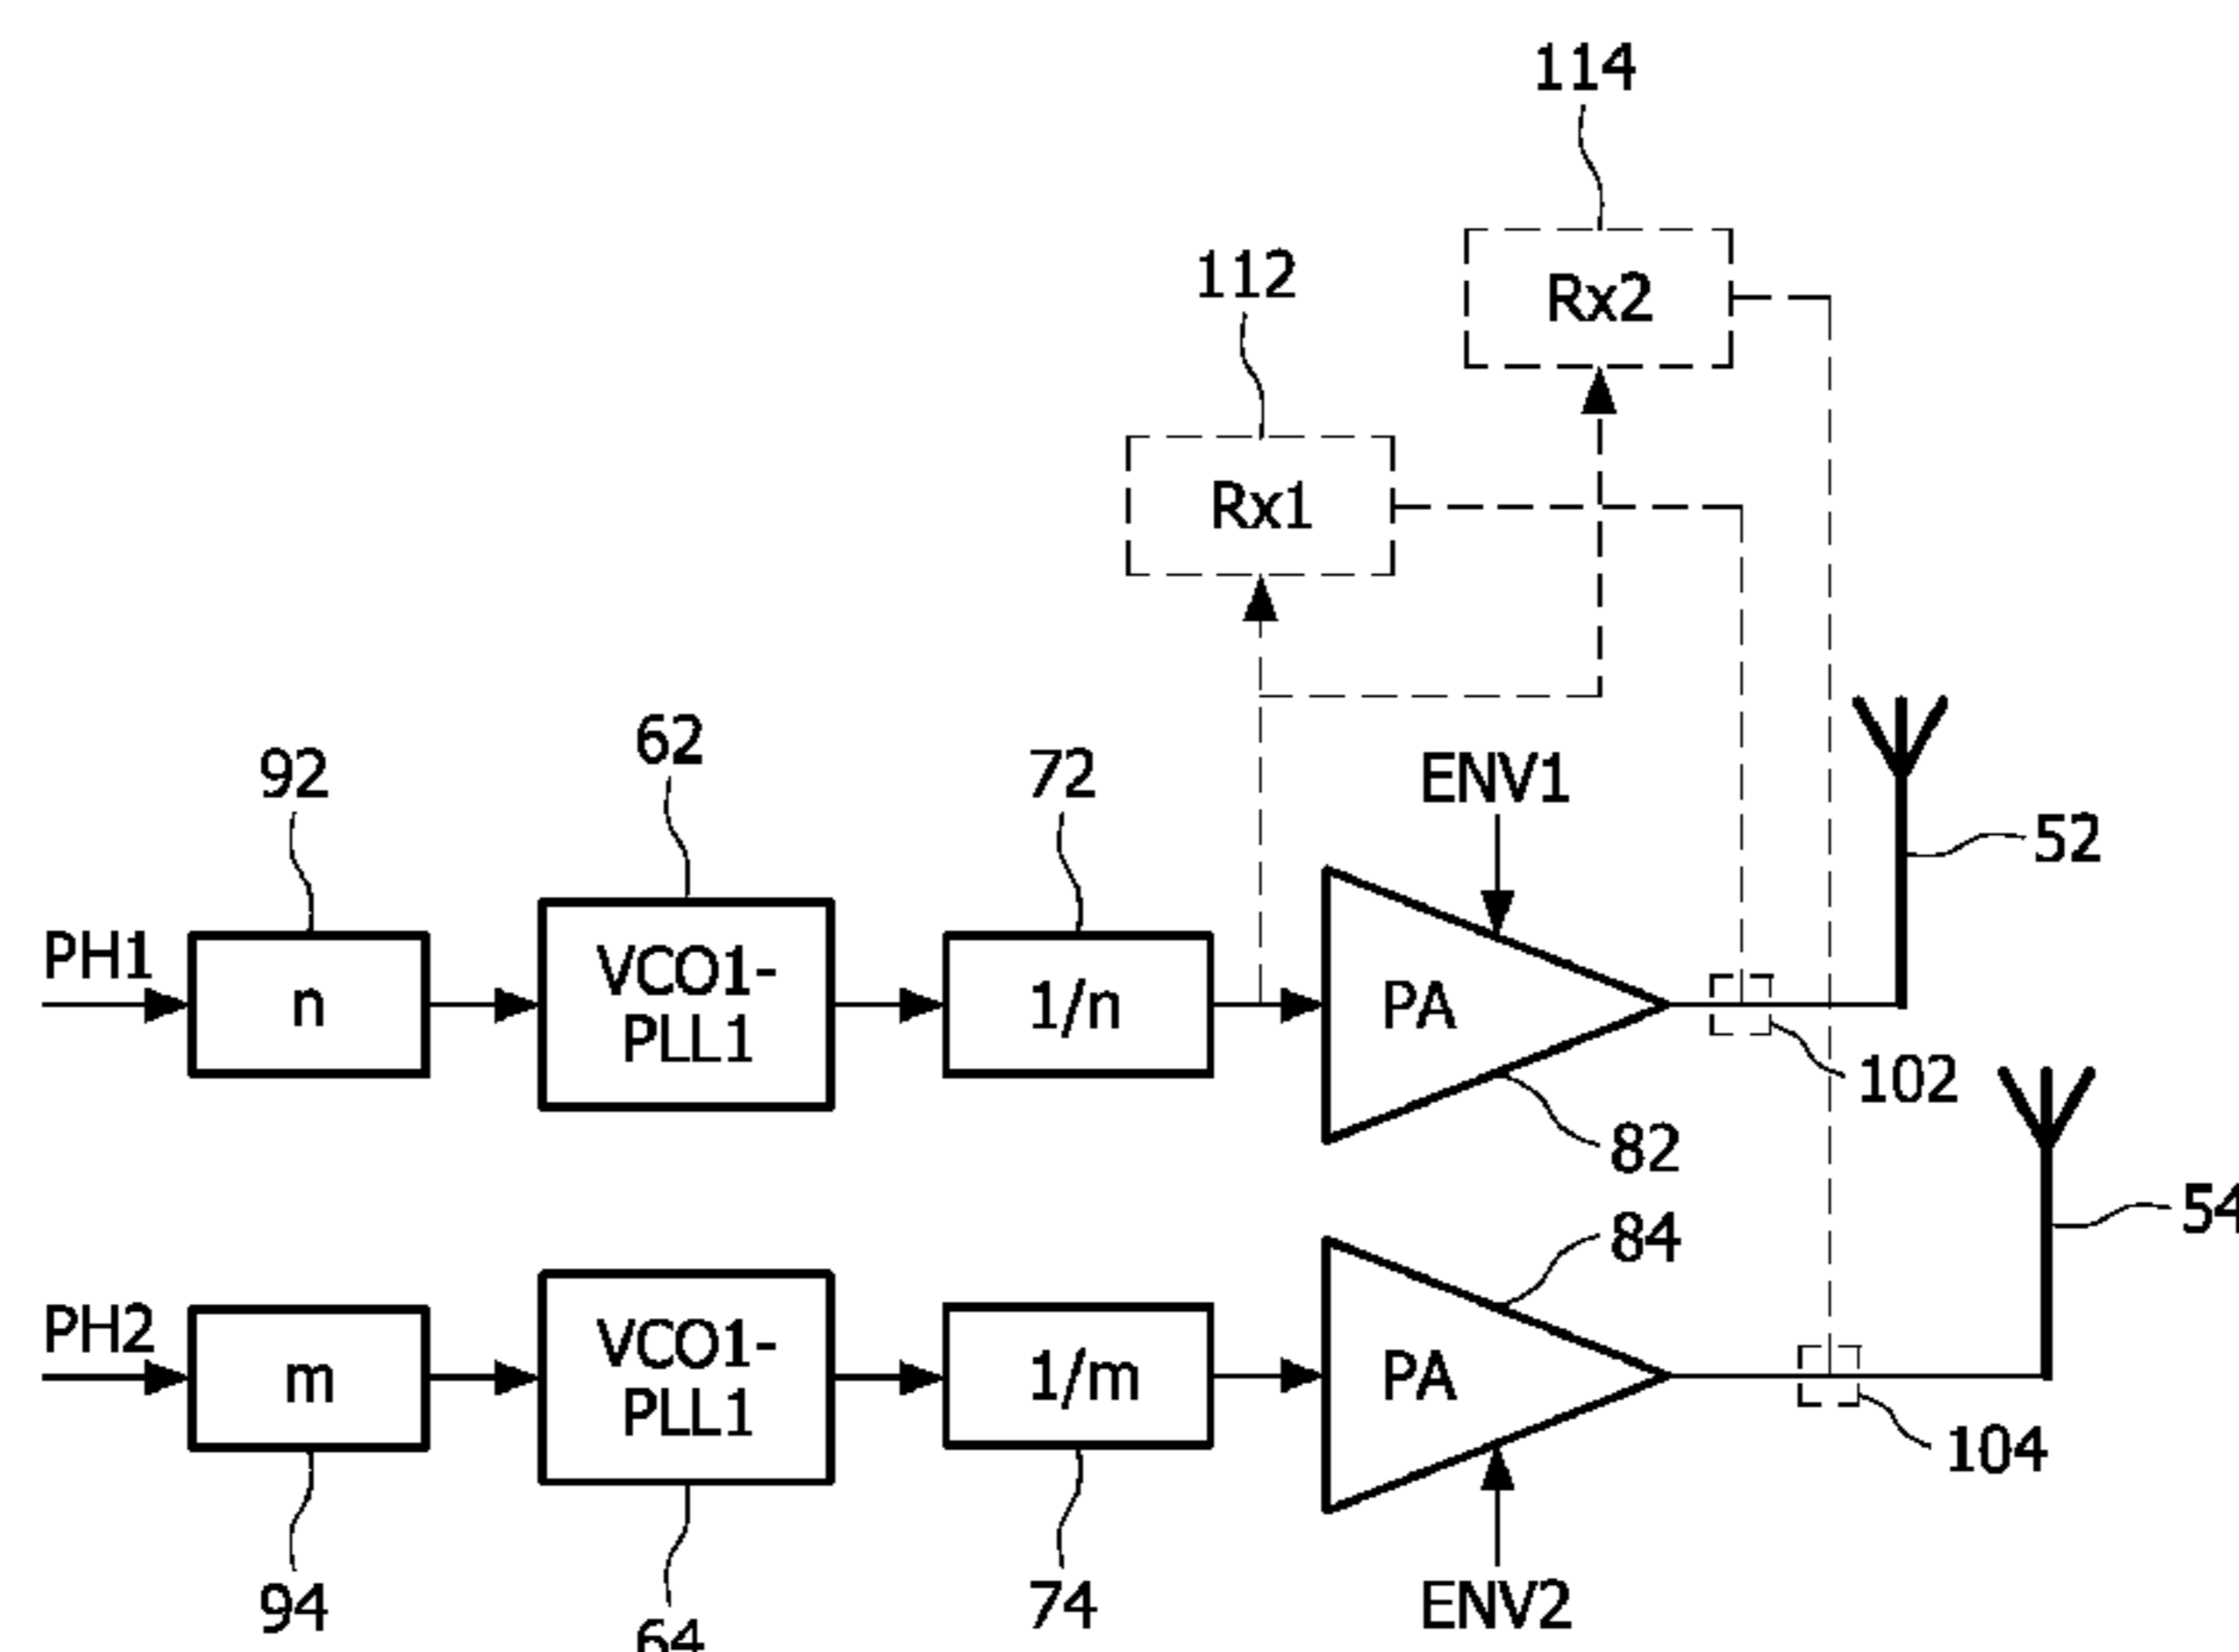 114
112
Rx2
Rx1
62
92
72
ENV1
52
PH1
n
VCO1-
PLL1
1/n
PA
102
82
84
54
PH2
m
VCO1-
PLL1
1/m
PA
104
94
64
74
ENV2